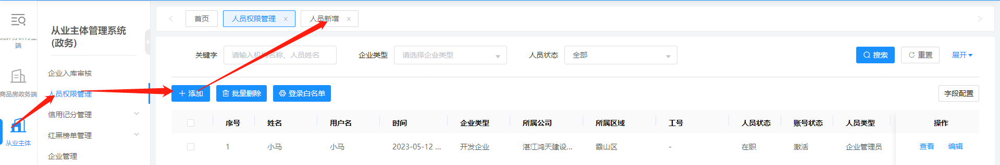 端
商品房政务端
从业主体
从业主体管理系统
(政务)
企业入库审核
人员权限管理
信用记分管理
红黑榜单管理
企业管理
首页 人员权限管理 x 人员新增 x
关键字 请输入机构名称、人员姓名 企业类型 请选择企业类型 人员状态 全部 搜索 重置 展开
添加 批量删除 登录白名单 字段配置
序号 姓名 用户名 时间 企业类型 所属公司 所属区域 工号 人员状态 账号状态 人员类型 操作
1 小马 小马 2023-05-12 ... 开发企业 湛江鸿天建设... 霞山区 - 在职 激活 企业管理员 查看 编辑